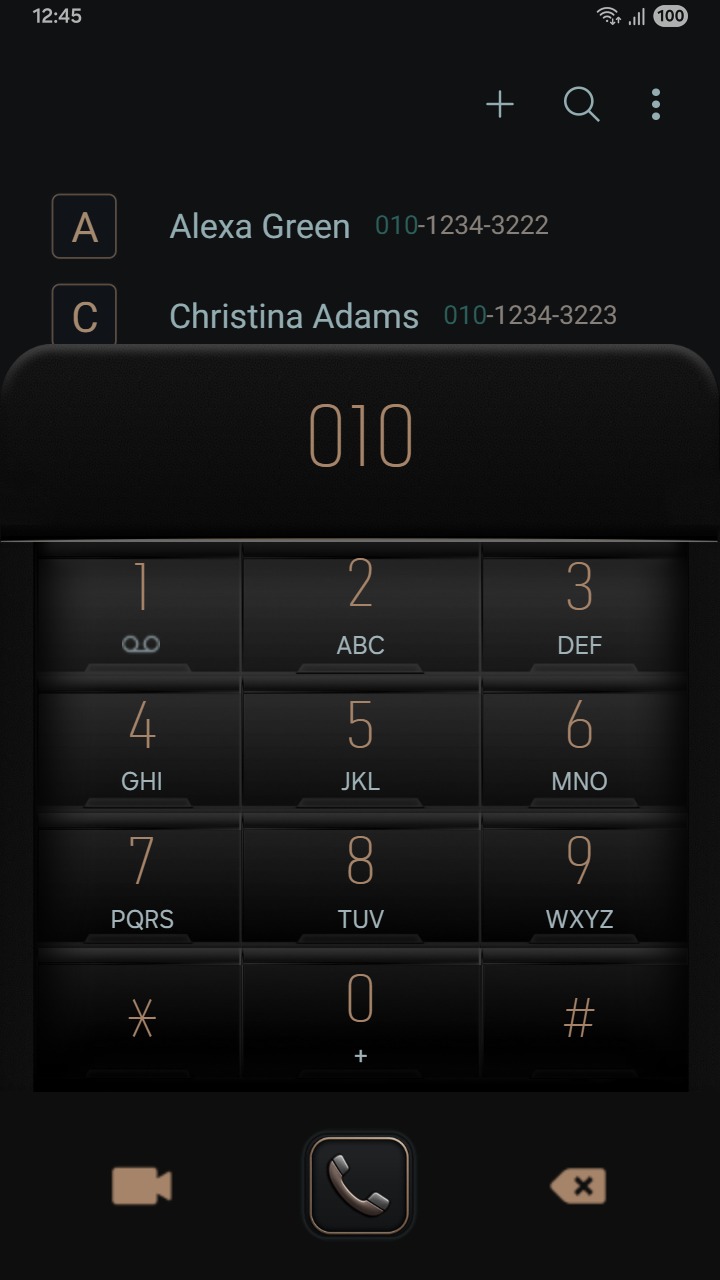 12:45 100
A Alexa Green 010-1234-3222
C Christina Adams 010-1234-3223
010
1 2 3
ABC DEF
4 5 6
GHI JKL MNO
7 8 9
PQRS TUV WXYZ
* 0 #
+